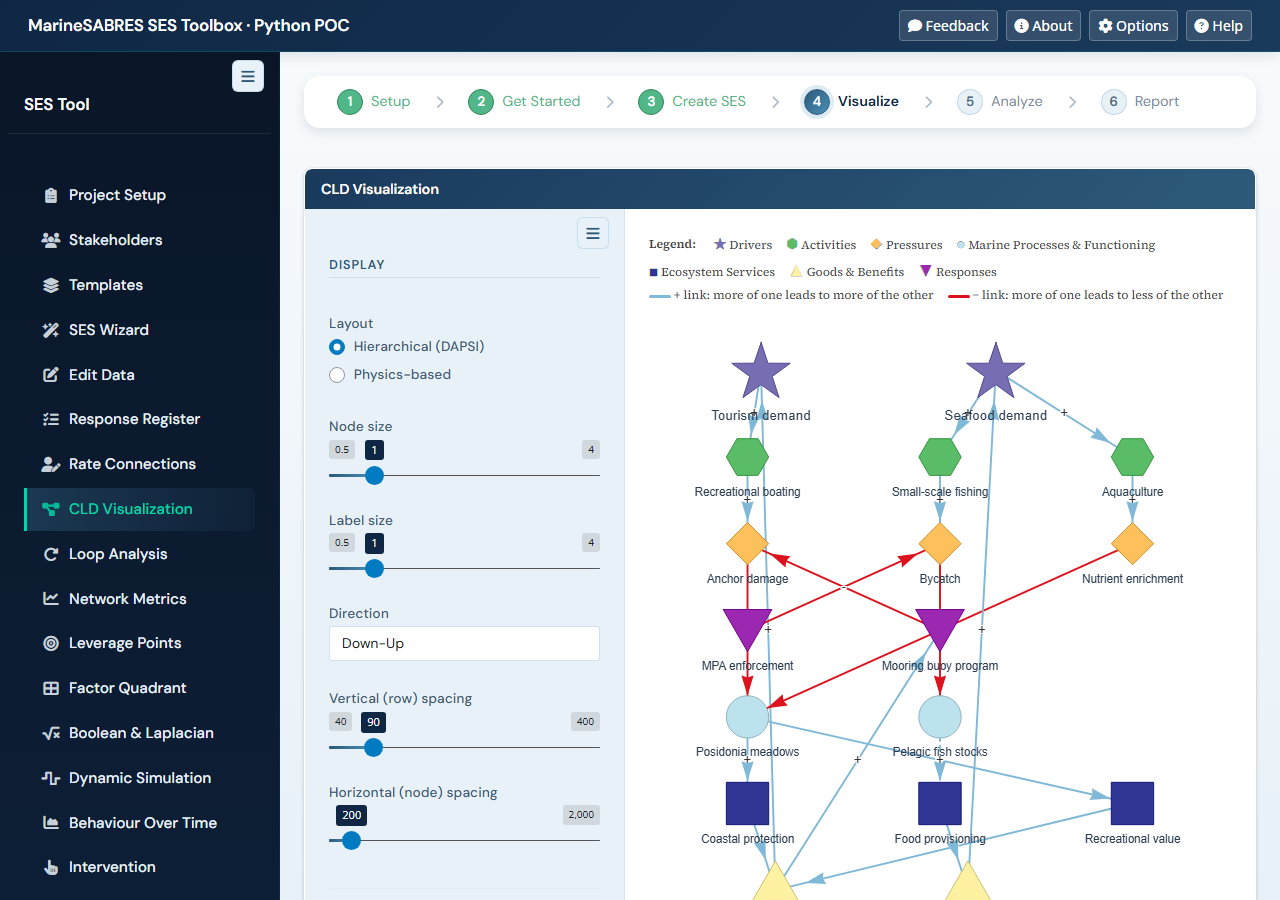 MarineSABRES SES Toolbox · Python POC
Feedback
About
Options
Help
SES Tool
1 Setup
2 Get Started
3 Create SES
4 Visualize
5 Analyze
6 Report
Project Setup
Stakeholders
Templates
SES Wizard
Edit Data
Response Register
Rate Connections
CLD Visualization
Loop Analysis
Network Metrics
Leverage Points
Factor Quadrant
Boolean & Laplacian
Dynamic Simulation
Behaviour Over Time
Intervention
CLD Visualization
DISPLAY
Layout
Hierarchical (DAPSI)
Physics-based
Node size
0.5 1 4
Label size
0.5 1 4
Direction
Down-Up
Vertical (row) spacing
40 90 400
Horizontal (node) spacing
200 2,000
Legend: Drivers Activities Pressures Marine Processes & Functioning
Ecosystem Services Goods & Benefits Responses
+ link: more of one leads to more of the other − link: more of one leads to less of the other
Tourism demand
Seafood demand
+ + +
Recreational boating
Small-scale fishing
Aquaculture
+ + +
Anchor damage
Bycatch
Nutrient enrichment
-
+ +
MPA enforcement
Mooring buoy program
Posidonia meadows
Pelagic fish stocks
+ + +
Coastal protection
Food provisioning
Recreational value